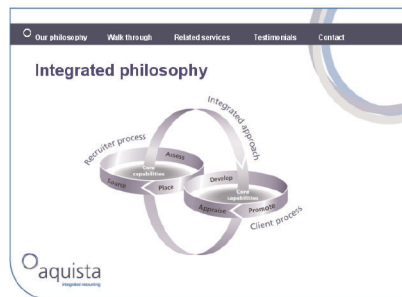 Our philosophy Walk through Related services Testimonials Contact
Integrated philosophy
Integrated approach
Recruiter process
Assess
Core
capabilities
Source
Place
Develop
Core
capabilities
Appraise
Promote
Client process
aquista
integrated resourcing